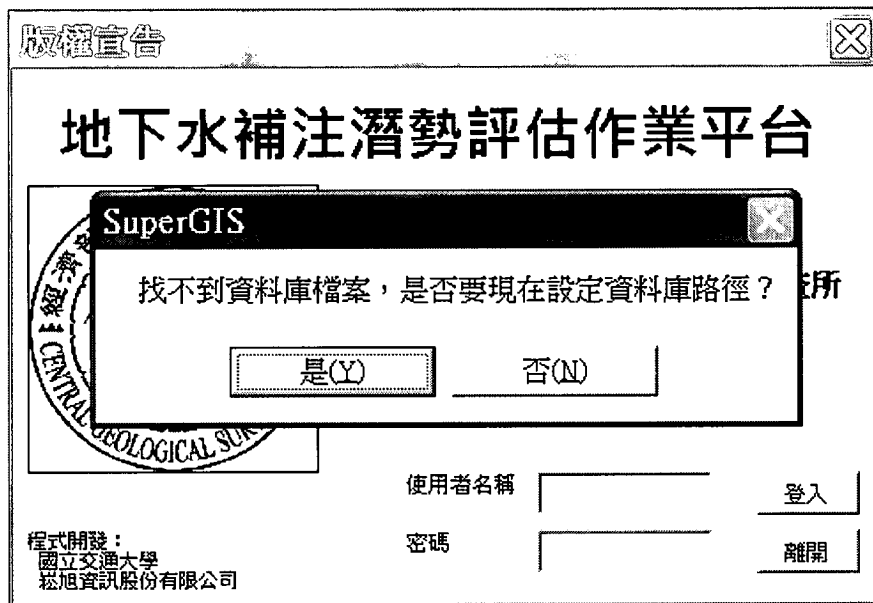 版權宣告
地下水補注潛勢評估作業平台
SuperGIS
找不到資料庫檔案，是否要現在設定資料庫路徑？
是(Y)
否(N)
所
經濟
CENTRAL GEOLOGICAL
使用者名稱
登入
密碼
離開
程式開發：
國立交通大學
崧旭資訊股份有限公司